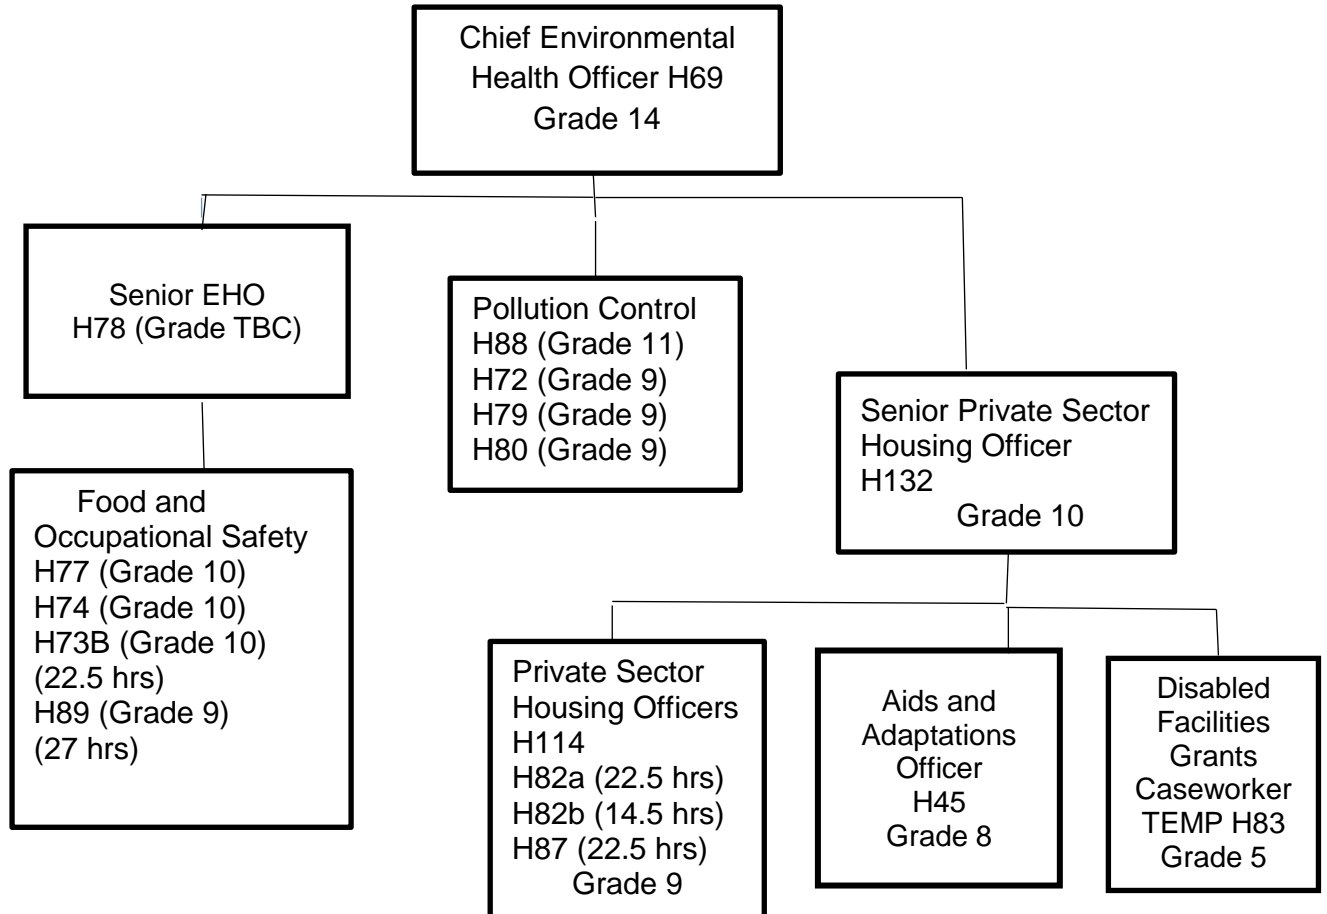 Chief Environmental
Health Officer H69
Grade 14
Senior EHO
H78 (Grade TBC)
Pollution Control
H88 (Grade 11)
H72 (Grade 9)
H79 (Grade 9)
H80 (Grade 9)
Senior Private Sector
Housing Officer
H132
Grade 10
Food and
Occupational Safety
H77 (Grade 10)
H74 (Grade 10)
H73B (Grade 10)
(22.5 hrs)
H89 (Grade 9)
(27 hrs)
Private Sector
Housing Officers
H114
H82a (22.5 hrs)
H82b (14.5 hrs)
H87 (22.5 hrs)
Grade 9
Aids and
Adaptations
Officer
H45
Grade 8
Disabled
Facilities
Grants
Caseworker
TEMP H83
Grade 5